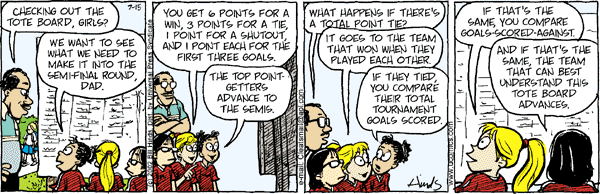 CHECKING OUT THE
TOTE BOARD, GIRLS?
7-15
WE WANT TO SEE
WHAT WE NEED TO
MAKE IT INTO THE
SEMI-FINAL ROUND,
DAD.
YOU GET 6 POINTS FOR A
WIN, 3 POINTS FOR A TIE,
1 POINT FOR A SHUTOUT,
AND 1 POINT EACH FOR THE
FIRST THREE GOALS.
THE TOP POINT-
GETTERS
ADVANCE TO
THE SEMIS.
WHAT HAPPENS IF THERE'S
A TOTAL POINT TIE?
IT GOES TO THE TEAM
THAT WON WHEN THEY
PLAYED EACH OTHER.
IF THEY TIED,
YOU COMPARE
THEIR TOTAL
TOURNAMENT
GOALS SCORED.
Hinds
IF THAT'S THE
SAME, YOU COMPARE
GOALS-SCORED-AGAINST.
AND IF THAT'S THE
SAME, THE TEAM
THAT CAN BEST
UNDERSTAND THIS
TOTE BOARD
ADVANCES.